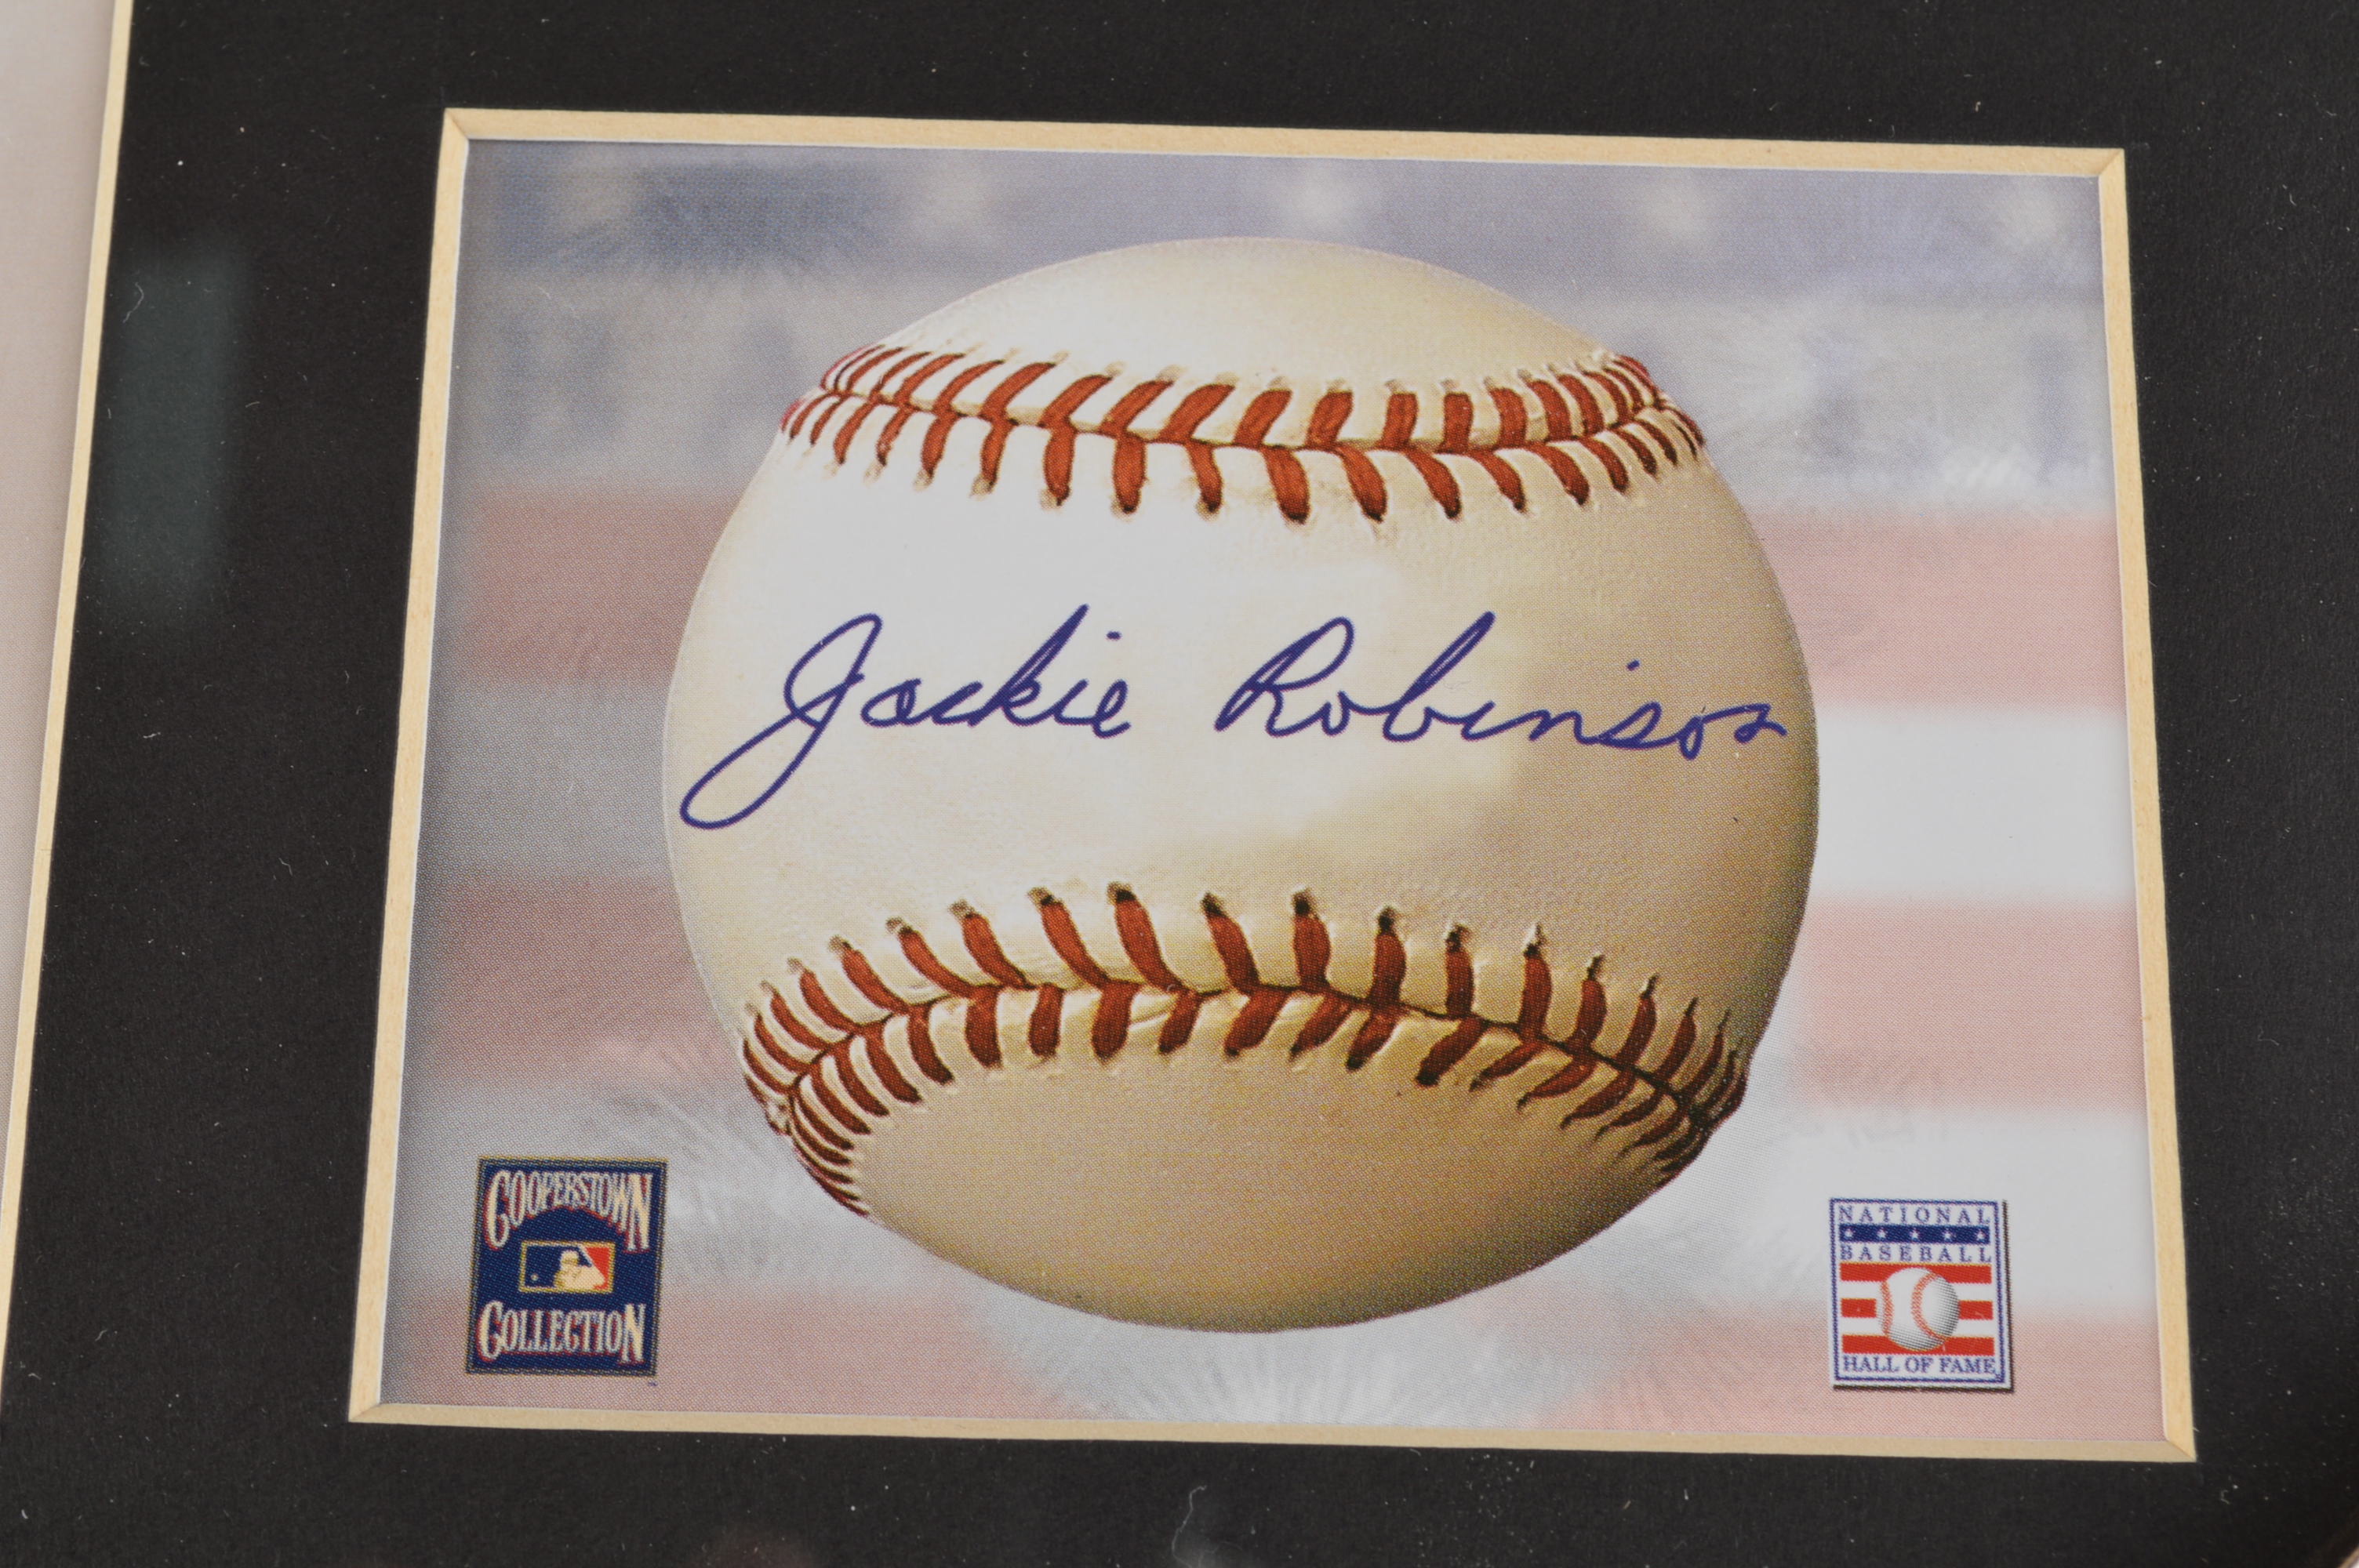 Jackie Robinson
COOPERSTOWN
COLLECTION
NATIONAL
BASEBALL
HALL OF FAME